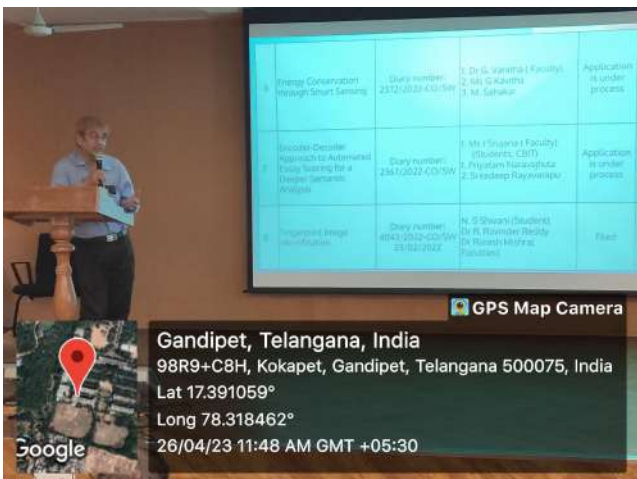 Energy Conservation
through Smart Sensing
Diary number:
2372/2022-CO/SW
1. Dr G. Vanitha ( Faculty)
2. Ms G Kavitha
3. M.
Application
is under
process
7
Encoder-Decoder
Approach to Automated
Essay Scoring for a
Deeper Semantic
Analysis
Diary number:
2367/2022-CO/SW
1. Ms I Srujana ( Faculty)
(Students, CBIT)
1. Priyatam Naravajhula
2. Sreedeep Rayavarapu
Application
is under
process
8
Fingerprint Image
Diary number:
4043/2022-CO/SW
23/02/2022
N. S Shivani (Student),
Dr R. Ravinder Reddy
Dr Ramesh
Filed
GPS Map Camera
Gandipet, Telangana, India
98R9+C8H, Kokapet, Gandipet, Telangana 500075, India
Lat 17.391059°
Long 78.318462°
26/04/23 11:48 AM GMT +05:30
Google